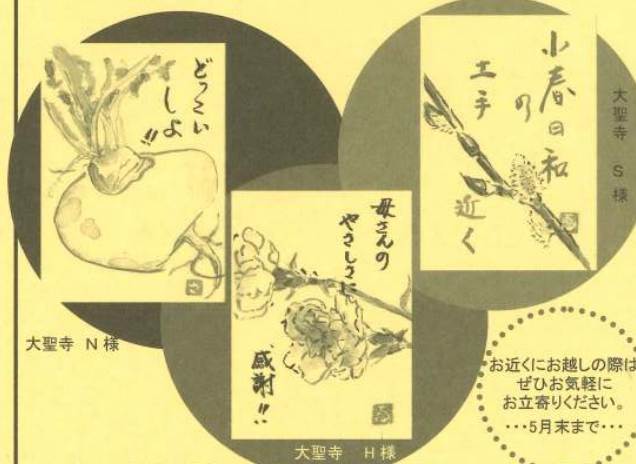 どっこい
しょ!!
大聖寺 N様
母さんの
やさしさに
感謝!!
大聖寺 H様
小春日和
の
土手
近く
大聖寺 S様
お近くにお越しの際は
ぜひお気軽に
お立寄りください。
･･･5月末まで･･･